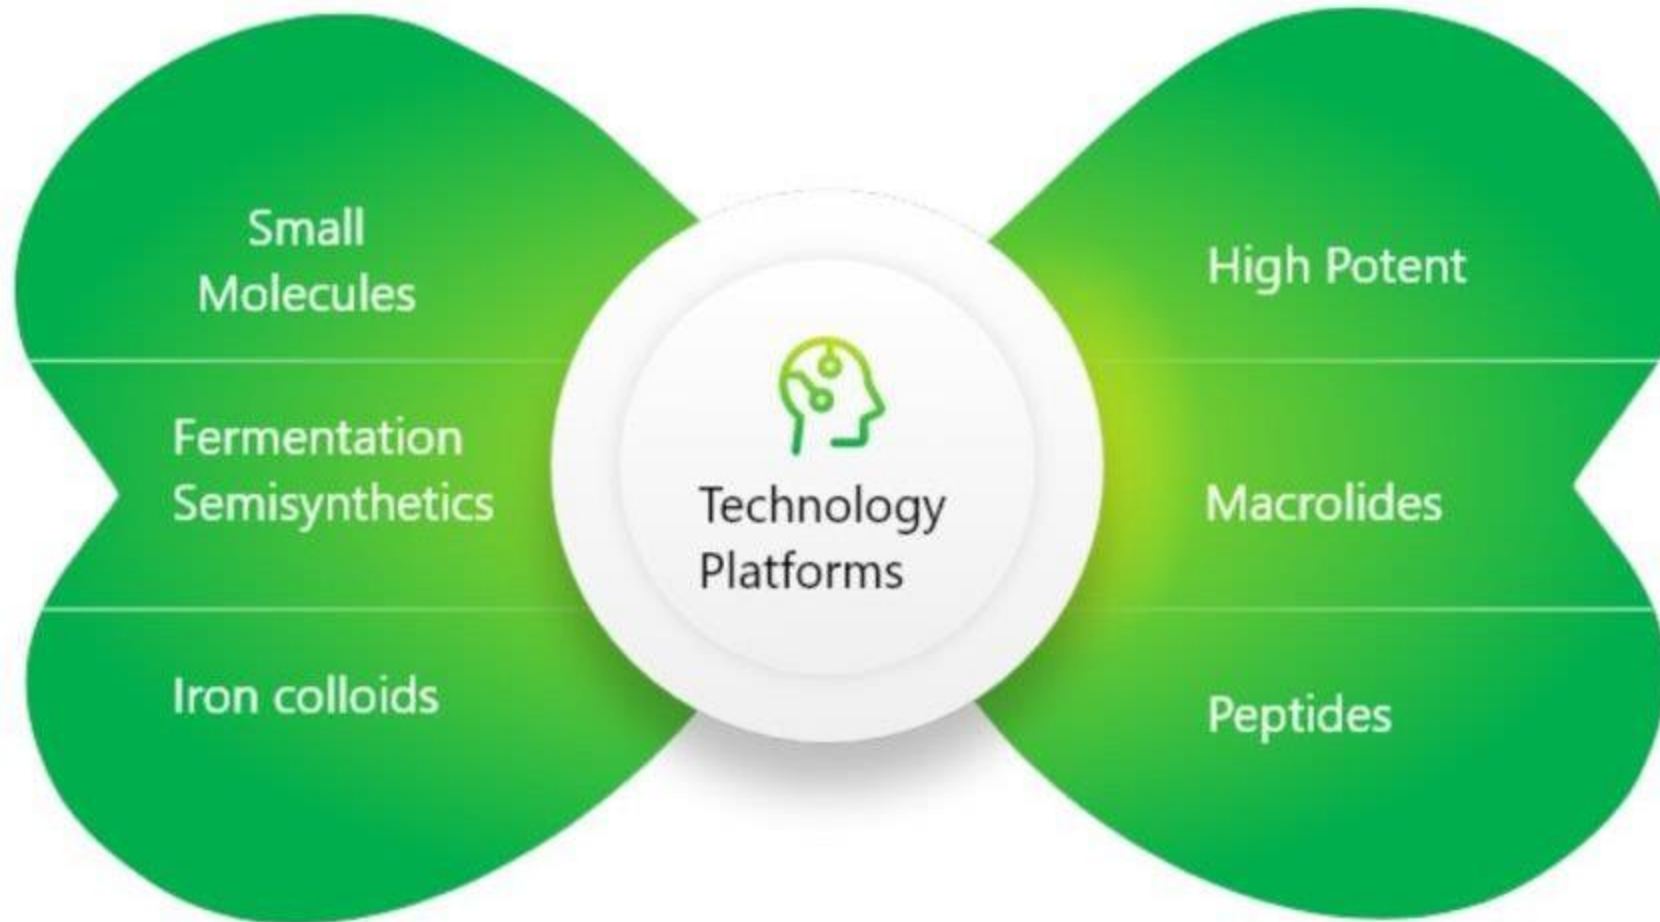 Small
Molecules
Fermentation
Semisynthetics
Iron colloids
Technology
Platforms
High Potent
Macrolides
Peptides